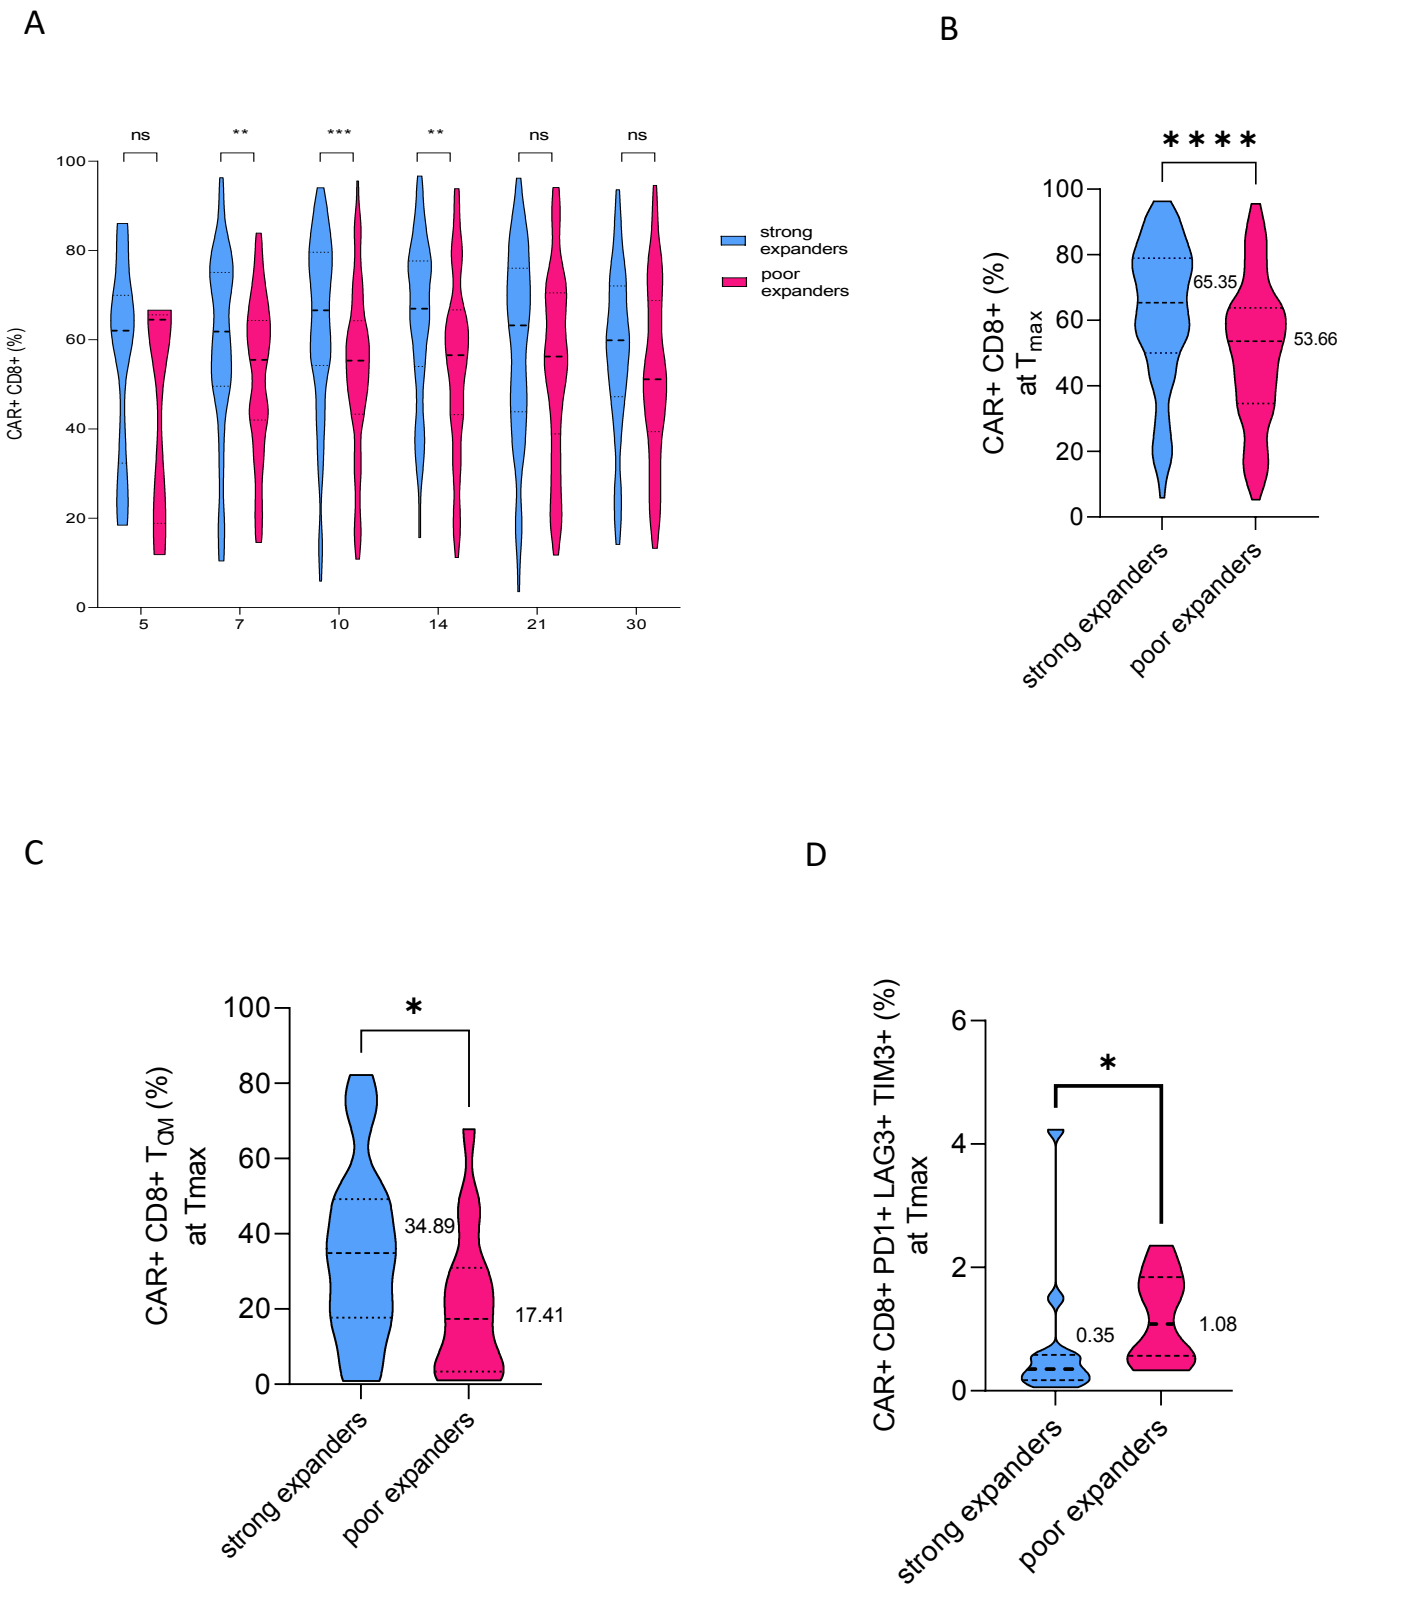 A
ns
**
***
**
ns
ns
100
80
60
40
20
0
CAR+ CD8+ (%)
5
7
10
14
21
30
strong
expanders
poor
expanders
B
****
100
80
60
40
20
0
CAR+ CD8+ (%)
at Tmax
65.35
53.66
strong expanders
poor expanders
C
*
100
80
60
40
20
0
CAR+ CD8+ TCM (%)
at Tmax
34.89
17.41
strong expanders
poor expanders
D
*
6
4
2
0
CAR+ CD8+ PD1+ LAG3+ TIM3+ (%)
at Tmax
0.35
1.08
strong expanders
poor expanders